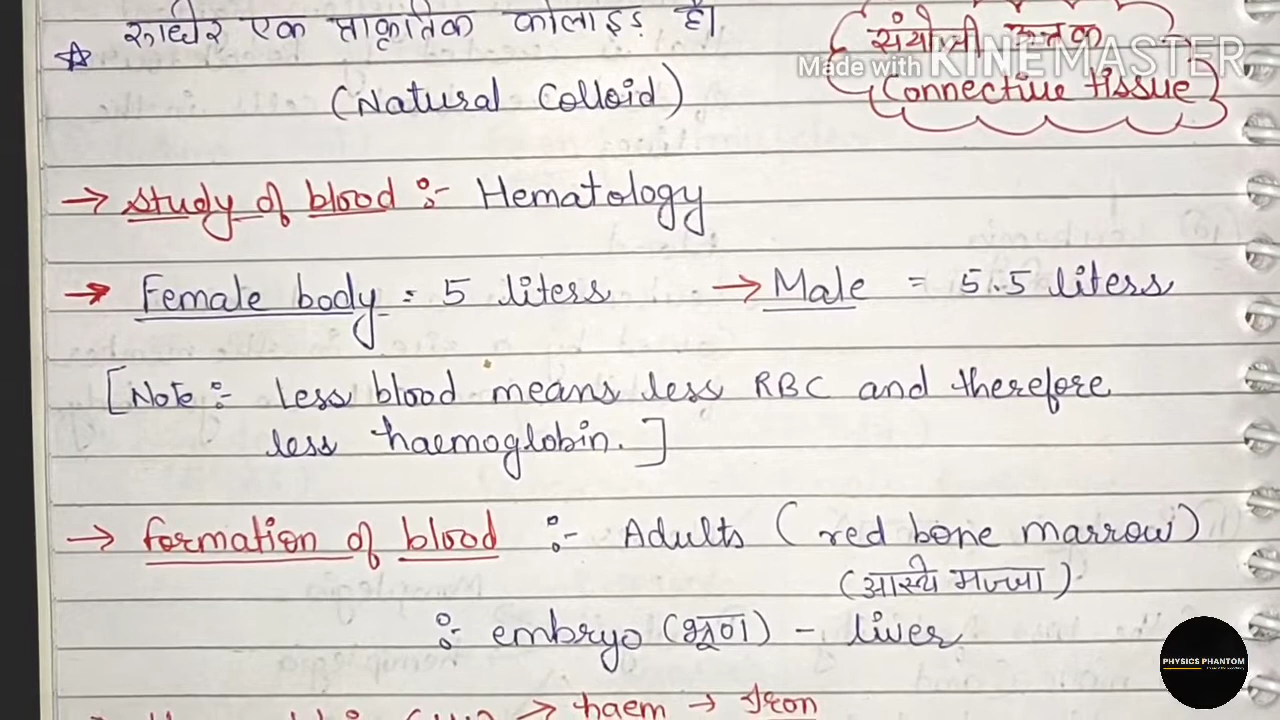 रुधिर एक प्राकृतिक कोलाइड है।
(Natural Colloid)
संयोजी ऊतक
Connective tissue
Made with KINEMASTER
→ Study of blood :- Hematology
→ Female body = 5 liters → Male = 5.5 liters
[Note :- Less blood means less RBC and therefore
less haemoglobin.]
→ formation of blood :- Adults (red bone marrow)
(अस्थि मज्जा)
:- embryo (भ्रूण) - liver
→ haem → Iron
PHYSICS PHANTOM